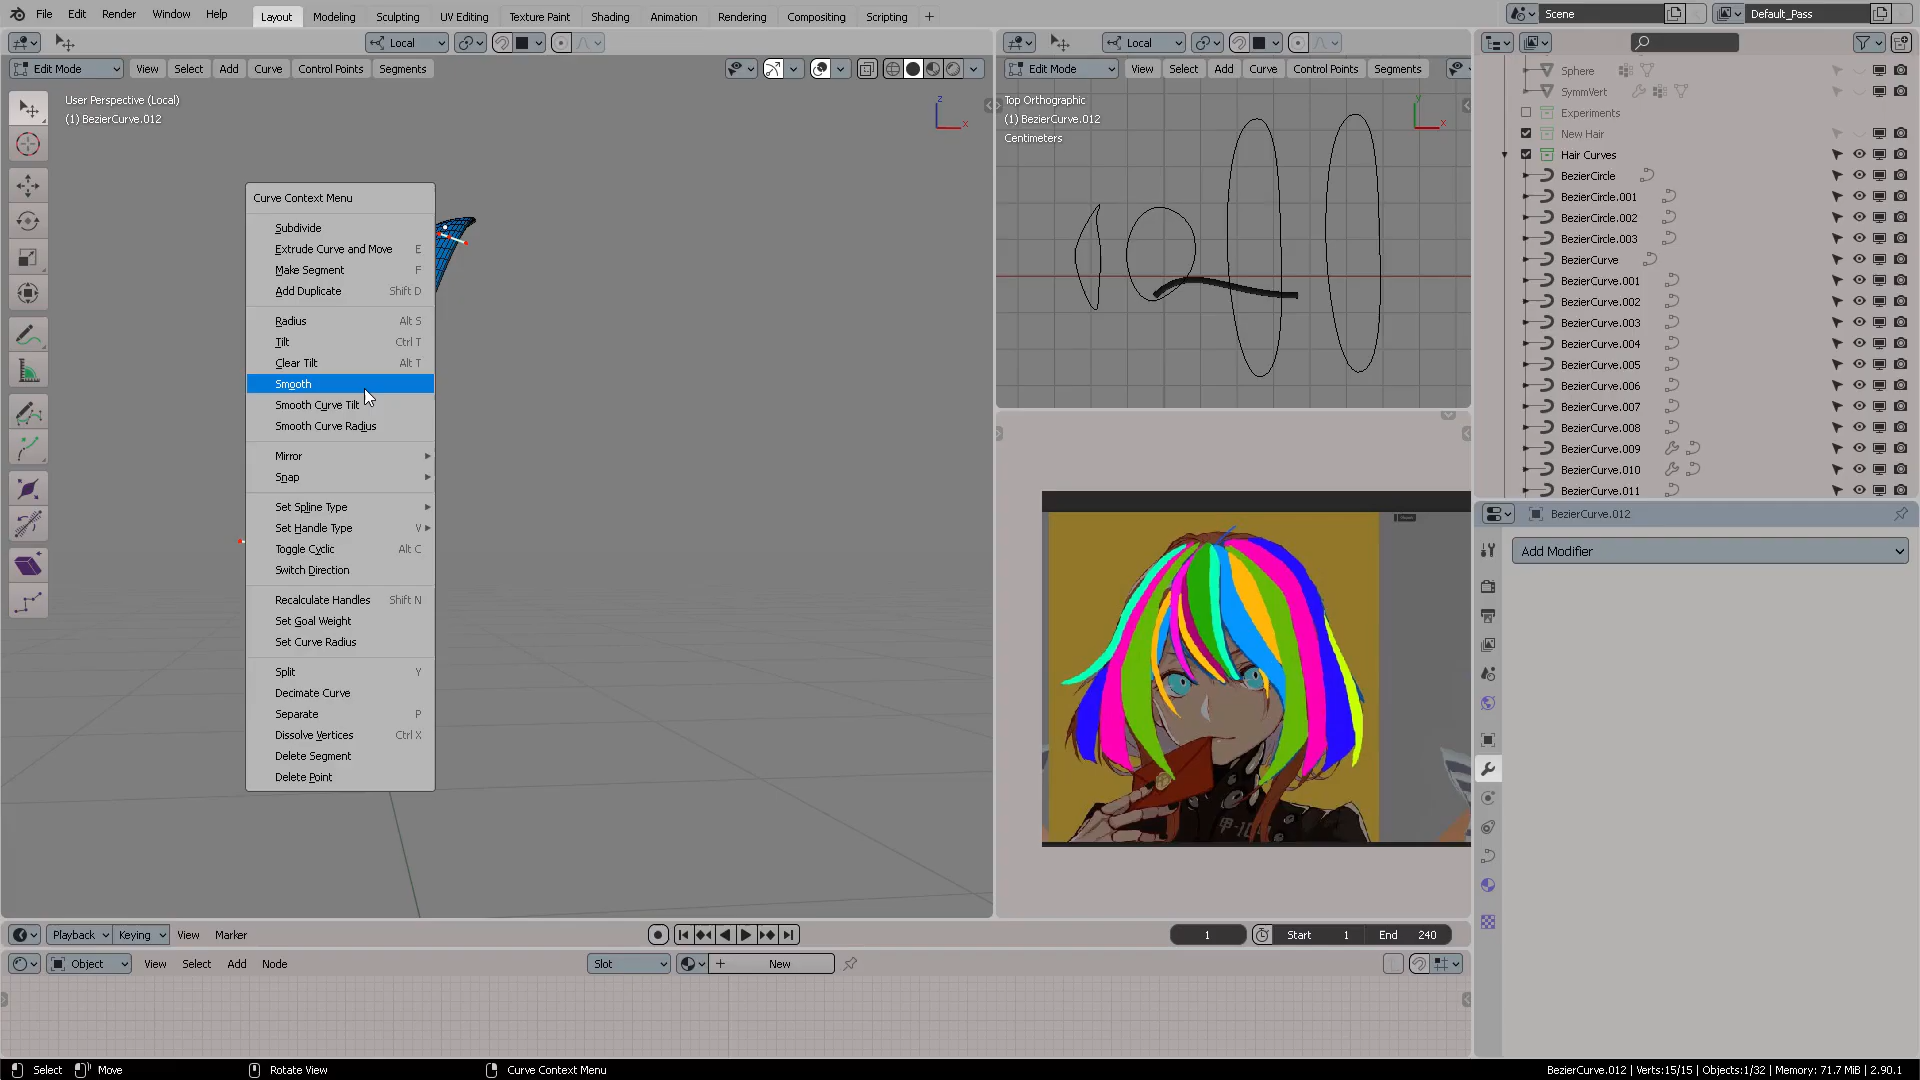 File Edit Render Window Help Layout Modeling Sculpting UV Editing Texture Paint Shading Animation Rendering Compositing Scripting + Scene Default_Pass
Local Local
Edit Mode View Select Add Curve Control Points Segments Edit Mode View Select Add Curve Control Points Segments
User Perspective (Local)
(1) BezierCurve.012
Z
X
Curve Context Menu
Subdivide
Extrude Curve and Move E
Make Segment F
Add Duplicate Shift D
Radius Alt S
Tilt Ctrl T
Clear Tilt Alt T
Smooth
Smooth Curve Tilt
Smooth Curve Radius
Mirror
Snap
Set Spline Type
Set Handle Type V
Toggle Cyclic Alt C
Switch Direction
Recalculate Handles Shift N
Set Goal Weight
Set Curve Radius
Split Y
Decimate Curve
Separate P
Dissolve Vertices Ctrl X
Delete Segment
Delete Point
Top Orthographic
(1) BezierCurve.012
Centimeters
Y
X
Sphere
SymmVert
Experiments
New Hair
Hair Curves
BezierCircle
BezierCircle.001
BezierCircle.002
BezierCircle.003
BezierCurve
BezierCurve.001
BezierCurve.002
BezierCurve.003
BezierCurve.004
BezierCurve.005
BezierCurve.006
BezierCurve.007
BezierCurve.008
BezierCurve.009
BezierCurve.010
BezierCurve.011
BezierCurve.012
Add Modifier
Playback Keying View Marker 1 Start 1 End 240
Object View Select Add Node Slot + New
Select Move Rotate View Curve Context Menu BezierCurve.012 | Verts:15/15 | Objects:1/32 | Memory: 71.7 MiB | 2.90.1